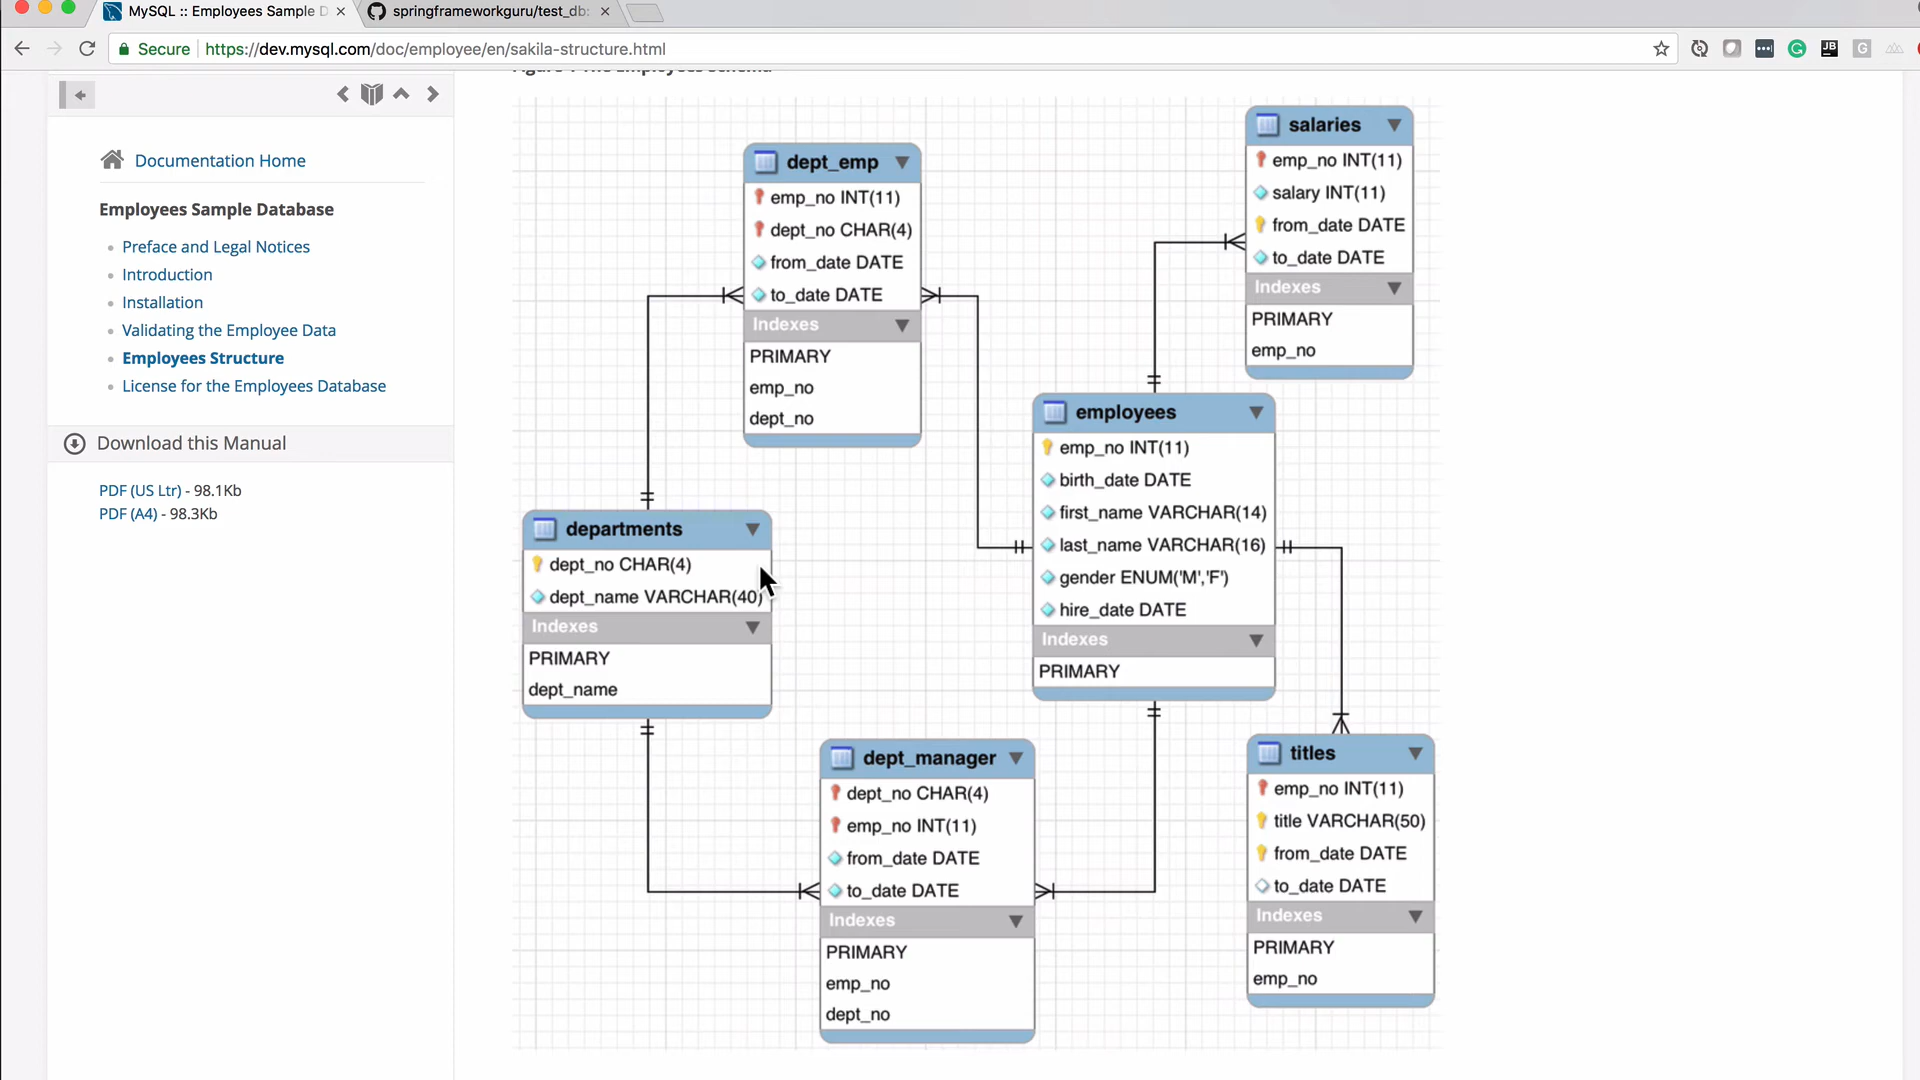 MySQL :: Employees Sample D
springframeworkguru/test_db:
Secure
https://dev.mysql.com/doc/employee/en/sakila-structure.html
JB
G
Documentation Home
Employees Sample Database
Preface and Legal Notices
Introduction
Installation
Validating the Employee Data
Employees Structure
License for the Employees Database
Download this Manual
PDF (US Ltr) - 98.1Kb
PDF (A4) - 98.3Kb
dept_emp
emp_no INT(11)
dept_no CHAR(4)
from_date DATE
to_date DATE
Indexes
PRIMARY
emp_no
dept_no
salaries
emp_no INT(11)
salary INT(11)
from_date DATE
to_date DATE
Indexes
PRIMARY
emp_no
employees
emp_no INT(11)
birth_date DATE
first_name VARCHAR(14)
last_name VARCHAR(16)
gender ENUM('M','F')
hire_date DATE
Indexes
PRIMARY
departments
dept_no CHAR(4)
dept_name VARCHAR(40)
Indexes
PRIMARY
dept_name
dept_manager
dept_no CHAR(4)
emp_no INT(11)
from_date DATE
to_date DATE
Indexes
PRIMARY
emp_no
dept_no
titles
emp_no INT(11)
title VARCHAR(50)
from_date DATE
to_date DATE
Indexes
PRIMARY
emp_no